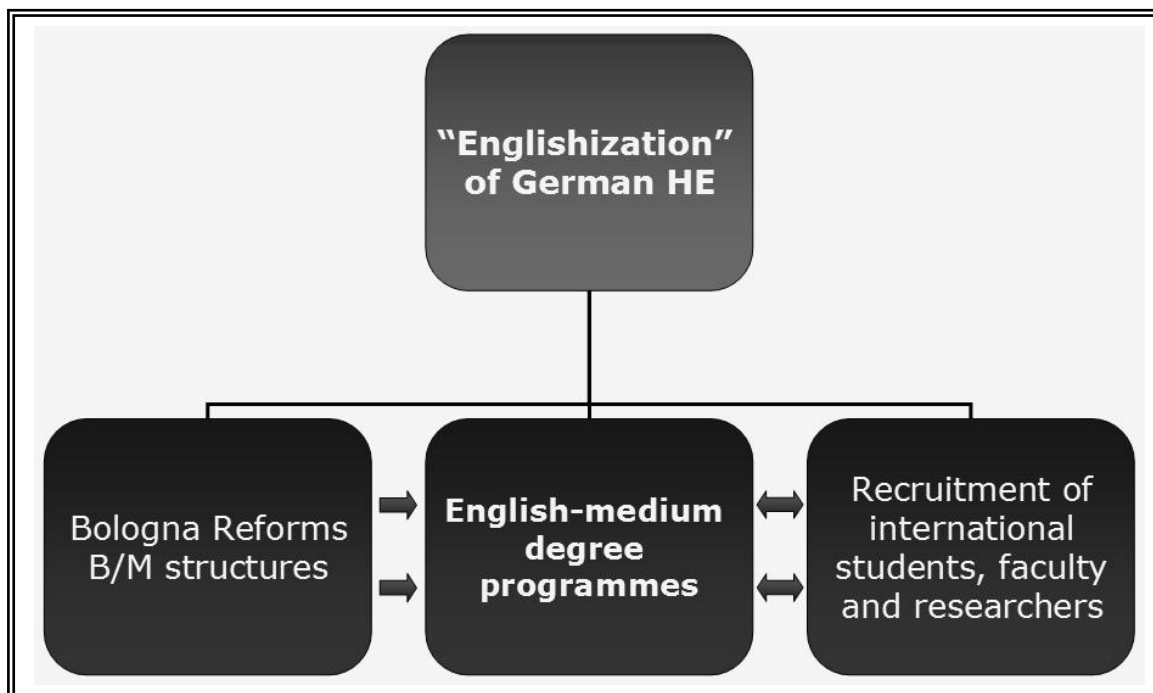 “Englishization”
of German HE
Bologna Reforms
B/M structures
English-medium
degree
programmes
Recruitment of
international
students, faculty
and researchers